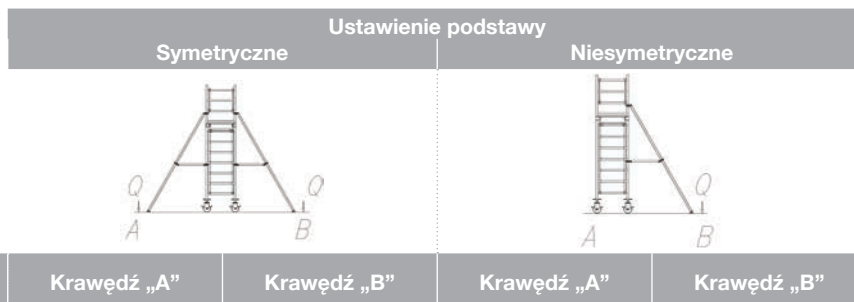 Ustawienie podstawy
Symetryczne Niesymetryczne
Q Q Q
A B A B
Krawędź „A” Krawędź „B” Krawędź „A” Krawędź „B”